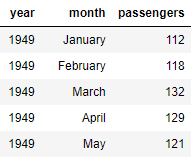 year month passengers
1949 January 112
1949 February 118
1949 March 132
1949 April 129
1949 May 121